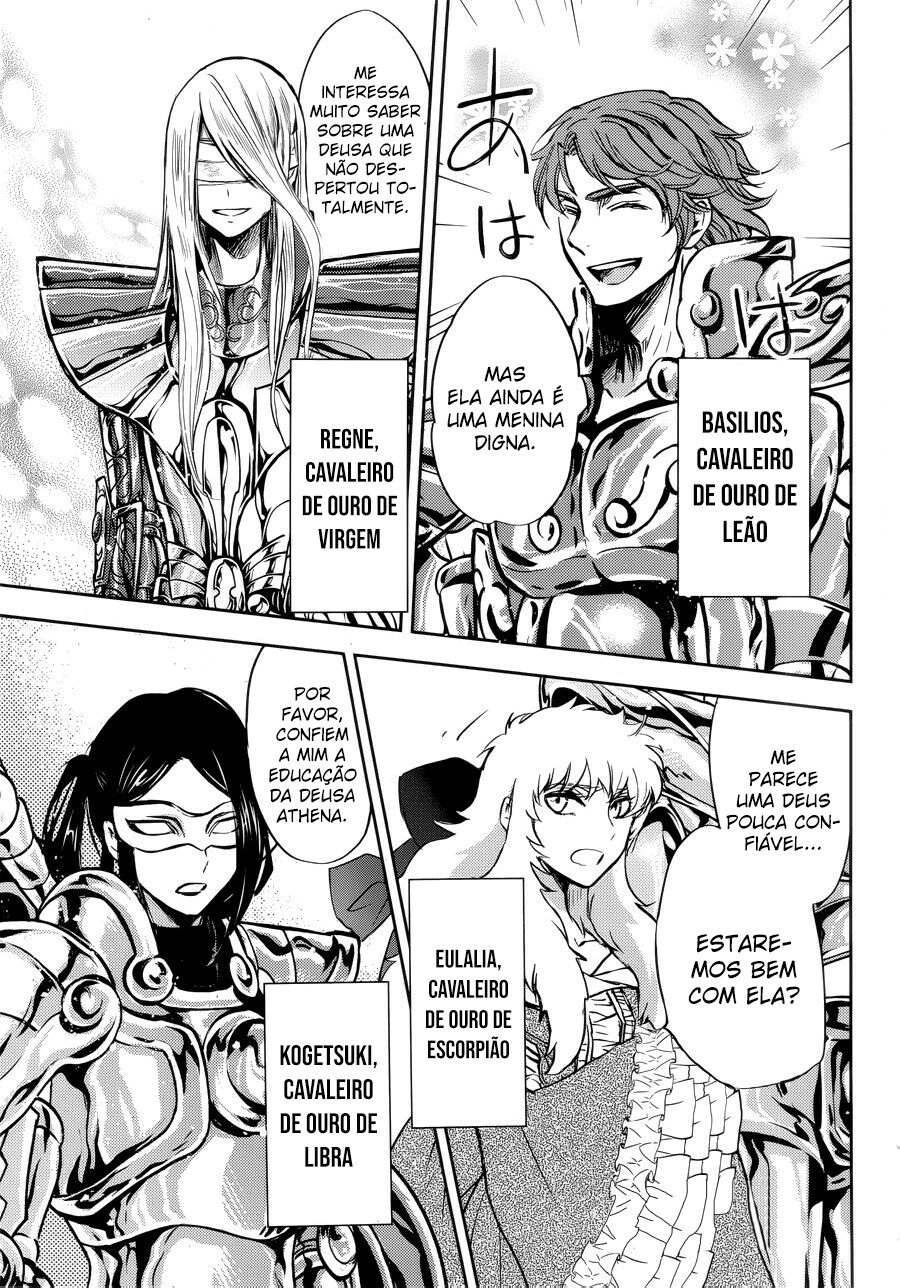 あ
は
は
MAS
ELA AINDA É
UMA MENINA
DIGNA.
BASILIOS,
CAVALEIRO
DE OURO DE
LEÃO
ME
INTERESSA
MUITO SABER
SOBRE UMA
DEUSA QUE
NÃO DES-
PERTOU TO-
TALMENTE.
REGNE,
CAVALEIRO
DE OURO DE
VIRGEM
ME
PARECE
UMA DEUS
POUCA CON-
FIÁVEL...
ESTARE-
MOS BEM
COM ELA?
EULALIA,
CAVALEIRO
DE OURO DE
ESCORPIÃO
POR
FAVOR,
CONFIEM
A MIM A
EDUCAÇÃO
DA DEUSA
ATHENA.
KOGETSUKI,
CAVALEIRO
DE OURO DE
LIBRA